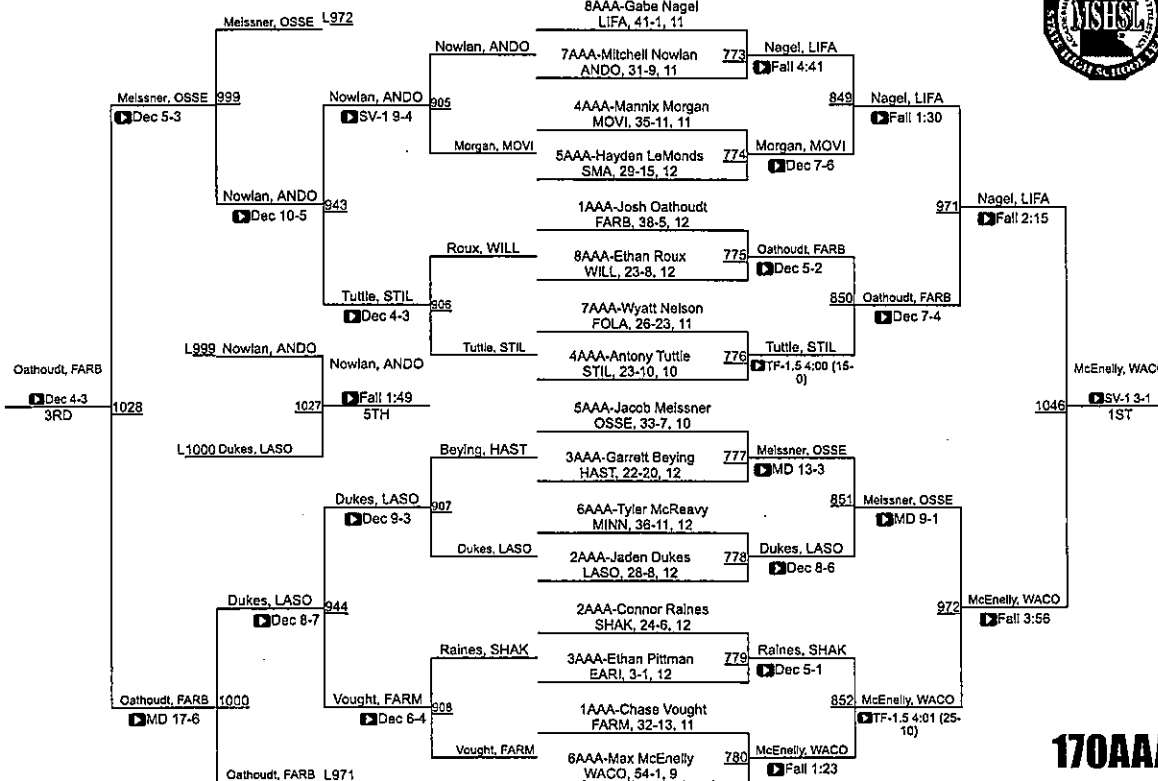 Meissner, OSSE L972
Meissner, OSSE 999
Dec 5-3
Nowlan, ANDO
Dec 10-5
943
Nowlan, ANDO
SV-1 9-4
905
Nowlan, ANDO
Morgan, MOVI
Tuttle, STIL
Dec 4-3
906
Roux, WILL
Tuttle, STIL
L999 Nowlan, ANDO
L1000 Dukes, LASO
1027
Nowlan, ANDO
Fall 1:49
5TH
Oathoudt, FARB
Dec 4-3
3RD
1028
Beying, HAST
Dukes, LASO
907
Dec 9-3
Dukes, LASO
Dukes, LASO
944
Dec 8-7
Raines, SHAK
Vought, FARM
908
Dec 6-4
Vought, FARM
Oathoudt, FARB 1000
MD 17-6
Oathoudt, FARB L971
8AAA-Gabe Nagel
LIFA, 41-1, 11
7AAA-Mitchell Nowlan
ANDO, 31-9, 11
4AAA-Mannix Morgan
MOVI, 35-11, 11
5AAA-Hayden LeMonds
SMA, 29-15, 12
1AAA-Josh Oathoudt
FARB, 38-5, 12
8AAA-Ethan Roux
WILL, 23-8, 12
7AAA-Wyatt Nelson
FOLA, 26-23, 11
4AAA-Antony Tuttle
STIL, 23-10, 10
5AAA-Jacob Meissner
OSSE, 33-7, 10
3AAA-Garrett Beying
HAST, 22-20, 12
6AAA-Tyler McReavy
MINN, 36-11, 12
2AAA-Jaden Dukes
LASO, 28-8, 12
2AAA-Connor Raines
SHAK, 24-6, 12
3AAA-Ethan Pittman
EARI, 3-1, 12
1AAA-Chase Vought
FARM, 32-13, 11
6AAA-Max McEnelly
WACO, 54-1, 9
773 Nagel, LIFA
Fall 4:41
774 Morgan, MOVI
Dec 7-6
775 Oathoudt, FARB
Dec 5-2
776 Tuttle, STIL
TF-1.5 4:00 (15-
0)
777 Meissner, OSSE
MD 13-3
778 Dukes, LASO
Dec 8-6
779 Raines, SHAK
Dec 5-1
780 McEnelly, WACO
Fall 1:23
849 Nagel, LIFA
Fall 1:30
850 Oathoudt, FARB
Dec 7-4
851 Meissner, OSSE
MD 9-1
852 McEnelly, WACO
TF-1.5 4:01 (25-
10)
971 Nagel, LIFA
Fall 2:15
972 McEnelly, WACO
Fall 3:56
McEnelly, WACO
1046 SV-1 3-1
1ST
MSHSL
STATE HIGH SCHOOL
170AAA